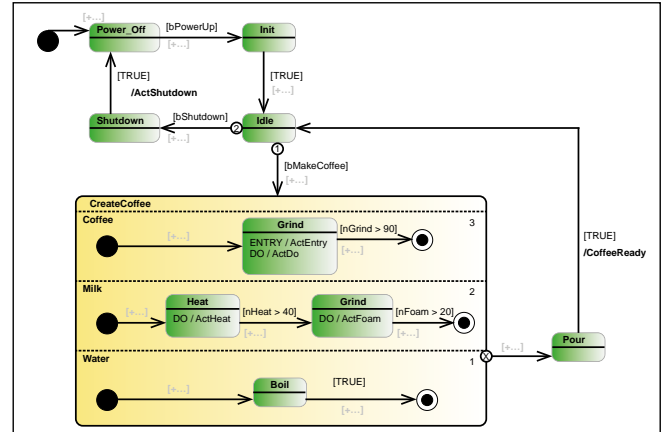 [+...]
Power_Off
[bPowerUp]
Init
[+...]
[TRUE]
/ActShutdown
[TRUE]
[+...]
Shutdown
[bShutdown]
2
Idle
[+...]
1
[bMakeCoffee]
[+...]
CreateCoffee
Coffee
3
Grind
[+...]
ENTRY / ActEntry
DO / ActDo
[nGrind > 90]
[+...]
[TRUE]
/CoffeeReady
Milk
2
Heat
[nHeat > 40]
Grind
[nFoam > 20]
[+...]
DO / ActHeat
DO / ActFoam
[+...]
[+...]
Water
1
X
[+...]
Pour
Boil
[TRUE]
[+...]
[+...]